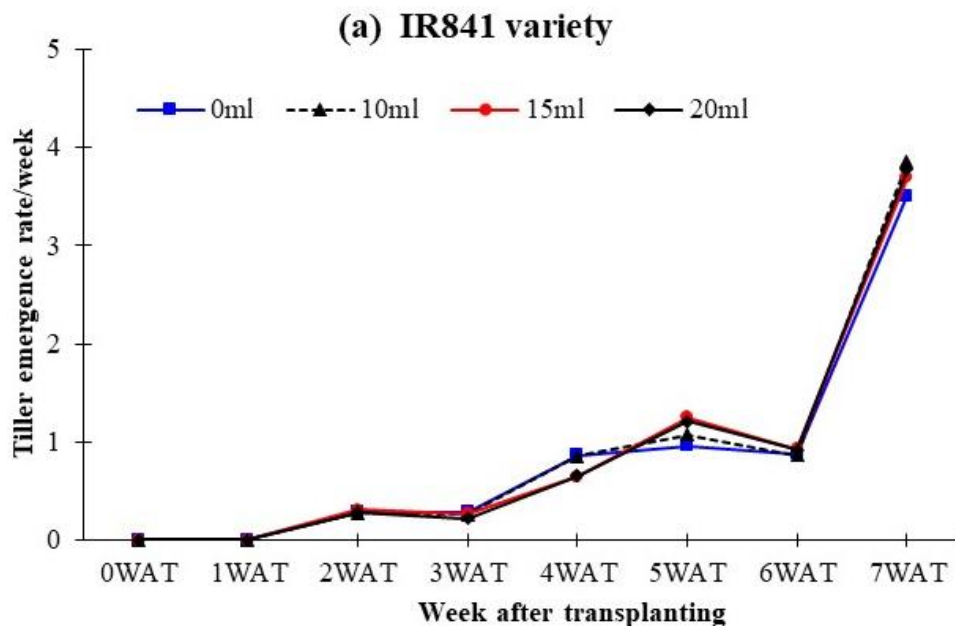 (a) IR841 variety
5
0ml 10ml 15ml 20ml
4
3
2
1
0
Tiller emergence rate/week
0WAT 1WAT 2WAT 3WAT 4WAT 5WAT 6WAT 7WAT
Week after transplanting